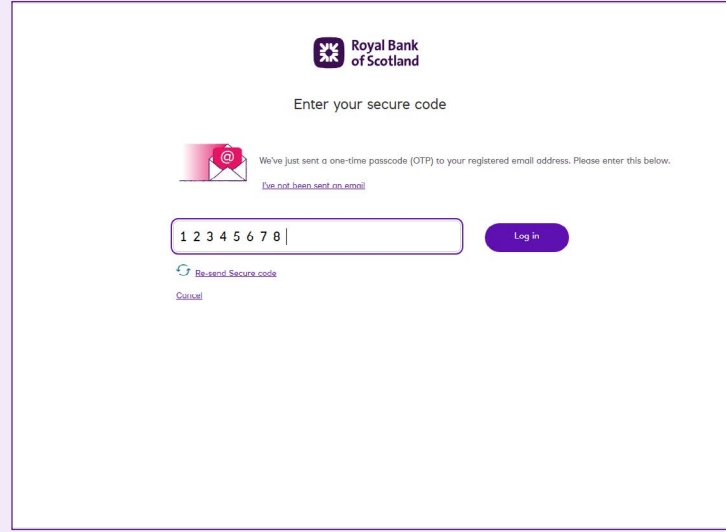 Royal Bank
of Scotland
Enter your secure code
@
We've just sent a one-time passcode (OTP) to your registered email address. Please enter this below.
I've not been sent an email
1 2 3 4 5 6 7 8
Log in
Re-send Secure code
Cancel